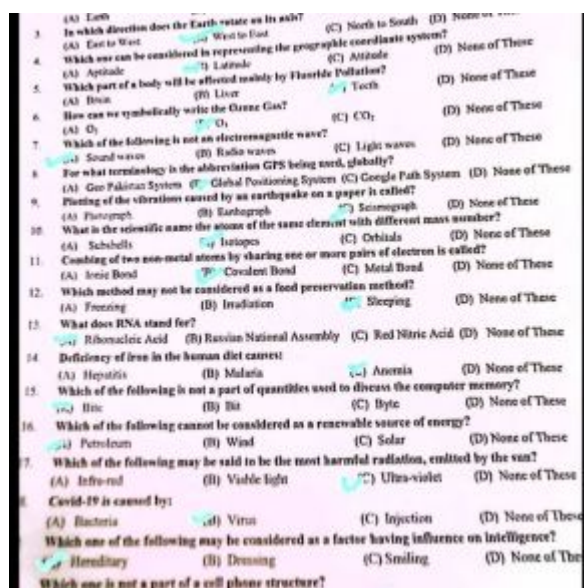 (A) Earth
3. In which direction does the Earth rotate on its axis?
(A) East to West West to East (C) North to South (D) None of These
4. Which one can be considered in representing the geographic coordinate system?
(A) Aptitude Latitude (C) Attitude (D) None of These
5. Which part of a body will be affected mainly by Fluoride Pollution?
(A) Brain (B) Liver Teeth (D) None of These
6. How can we symbolically write the Ozone Gas?
(A) O₂ O₃ (C) CO₂ (D) None of These
7. Which of the following is not an electromagnetic wave?
Sound waves (B) Radio waves (C) Light waves (D) None of These
8. For what terminology is the abbreviation GPS being used, globally?
(A) Geo Pakistan System Global Positioning System (C) Google Path System (D) None of These
9. Plotting of the vibrations caused by an earthquake on a paper is called?
(A) (B) Earthograph Seismograph (D) None of These
10. What is the scientific name the atoms of the same element with different mass number?
(A) Subshells Isotopes (C) Orbitals (D) None of These
11. Combing of two non-metal atoms by sharing one or more pairs of electron is called?
(A) Ionic Bond (B) Covalent Bond (C) Metal Bond (D) None of These
12. Which method may not be considered as a food preservation method?
(A) Freezing (B) Irradiation Sleeping (D) None of These
13. What does RNA stand for?
Ribonucleic Acid (B) Russian National Assembly (C) Red Nitric Acid (D) None of These
14. Deficiency of iron in the human diet causes:
(A) Hepatitis (B) Malaria (C) Anemia (D) None of These
15. Which of the following is not a part of quantities used to discuss the computer memory?
(B) Bit (C) Byte (D) None of These
16. Which of the following cannot be considered as a renewable source of energy?
Petroleum (B) Wind (C) Solar (D) None of These
17. Which of the following may be said to be the most harmful radiation, emitted by the sun?
(A) Infra-red (B) Visible light (C) Ultra-violet (D) None of These
Covid-19 is caused by:
(A) Bacteria Virus (C) Injection (D) None of These
Which one of the following may be considered as a factor having influence on intelligence?
Hereditary (B) Dressing (C) Smiling (D) None of The
Which one is not a part of a cell phone structure?